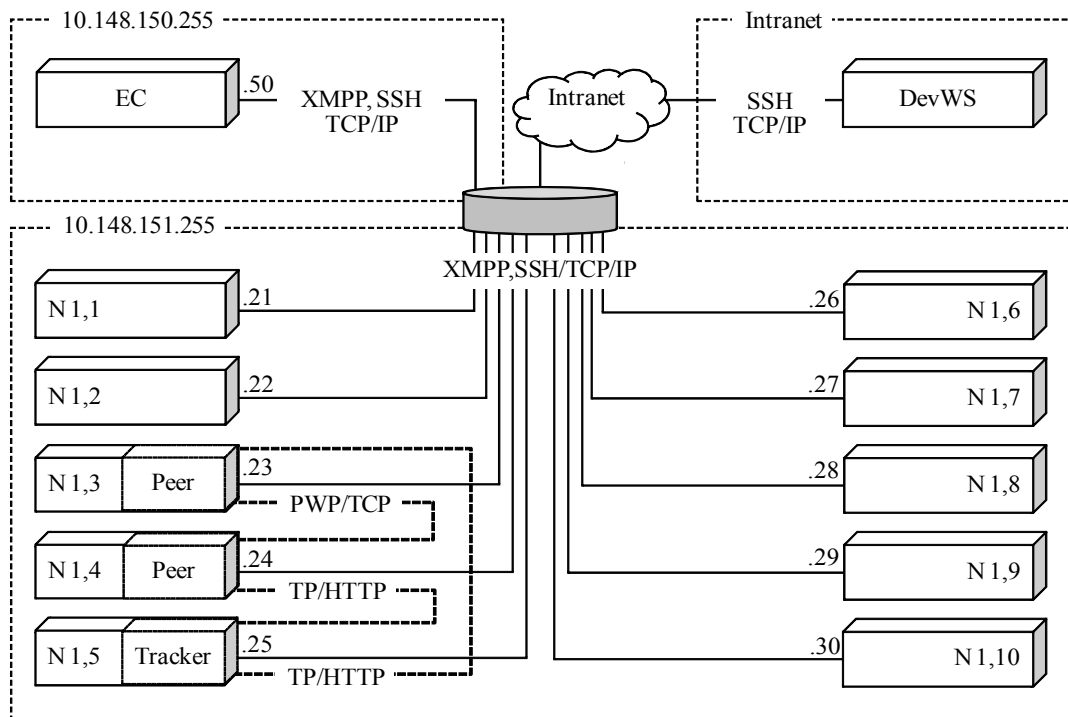 10.148.150.255
Intranet
EC
.50
XMPP, SSH
TCP/IP
Intranet
SSH
TCP/IP
DevWS
10.148.151.255
XMPP,SSH/TCP/IP
N 1,1
.21
.26
N 1,6
N 1,2
.22
.27
N 1,7
N 1,3
Peer
.23
.28
N 1,8
PWP/TCP
N 1,4
Peer
.24
.29
N 1,9
TP/HTTP
N 1,5
Tracker
.25
.30
N 1,10
TP/HTTP